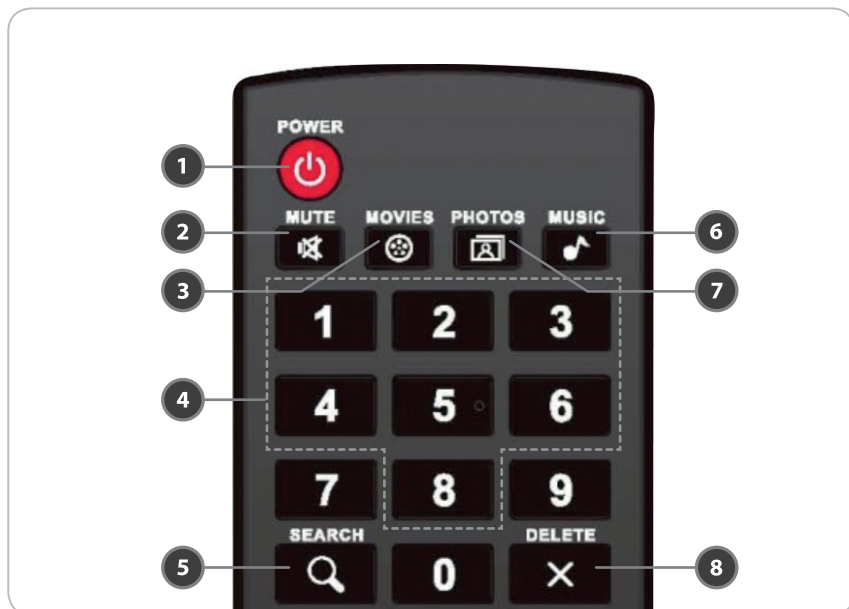 POWER
1
MUTE MOVIES PHOTOS MUSIC
2 6
3 7
1 2 3
4 4 5 6
7 8 9
SEARCH DELETE
5 0 8